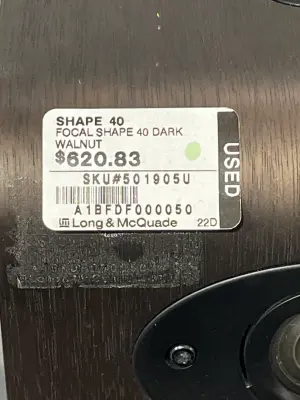 SHAPE 40
FOCAL SHAPE 40 DARK
WALNUT
$620.83
SKU#501905U
A1BFDF000050
Long & McQuade 22D
USED